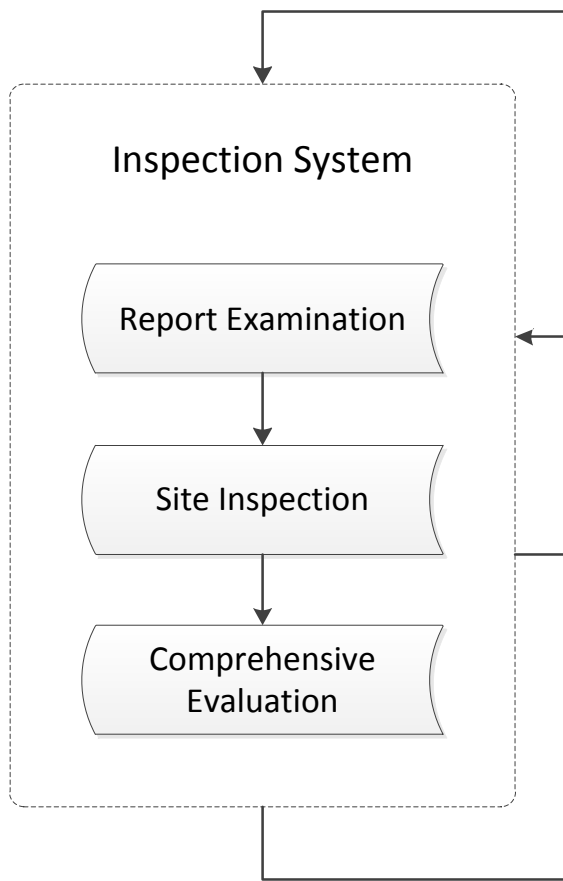 Inspection System
Report Examination
Site Inspection
Comprehensive
Evaluation